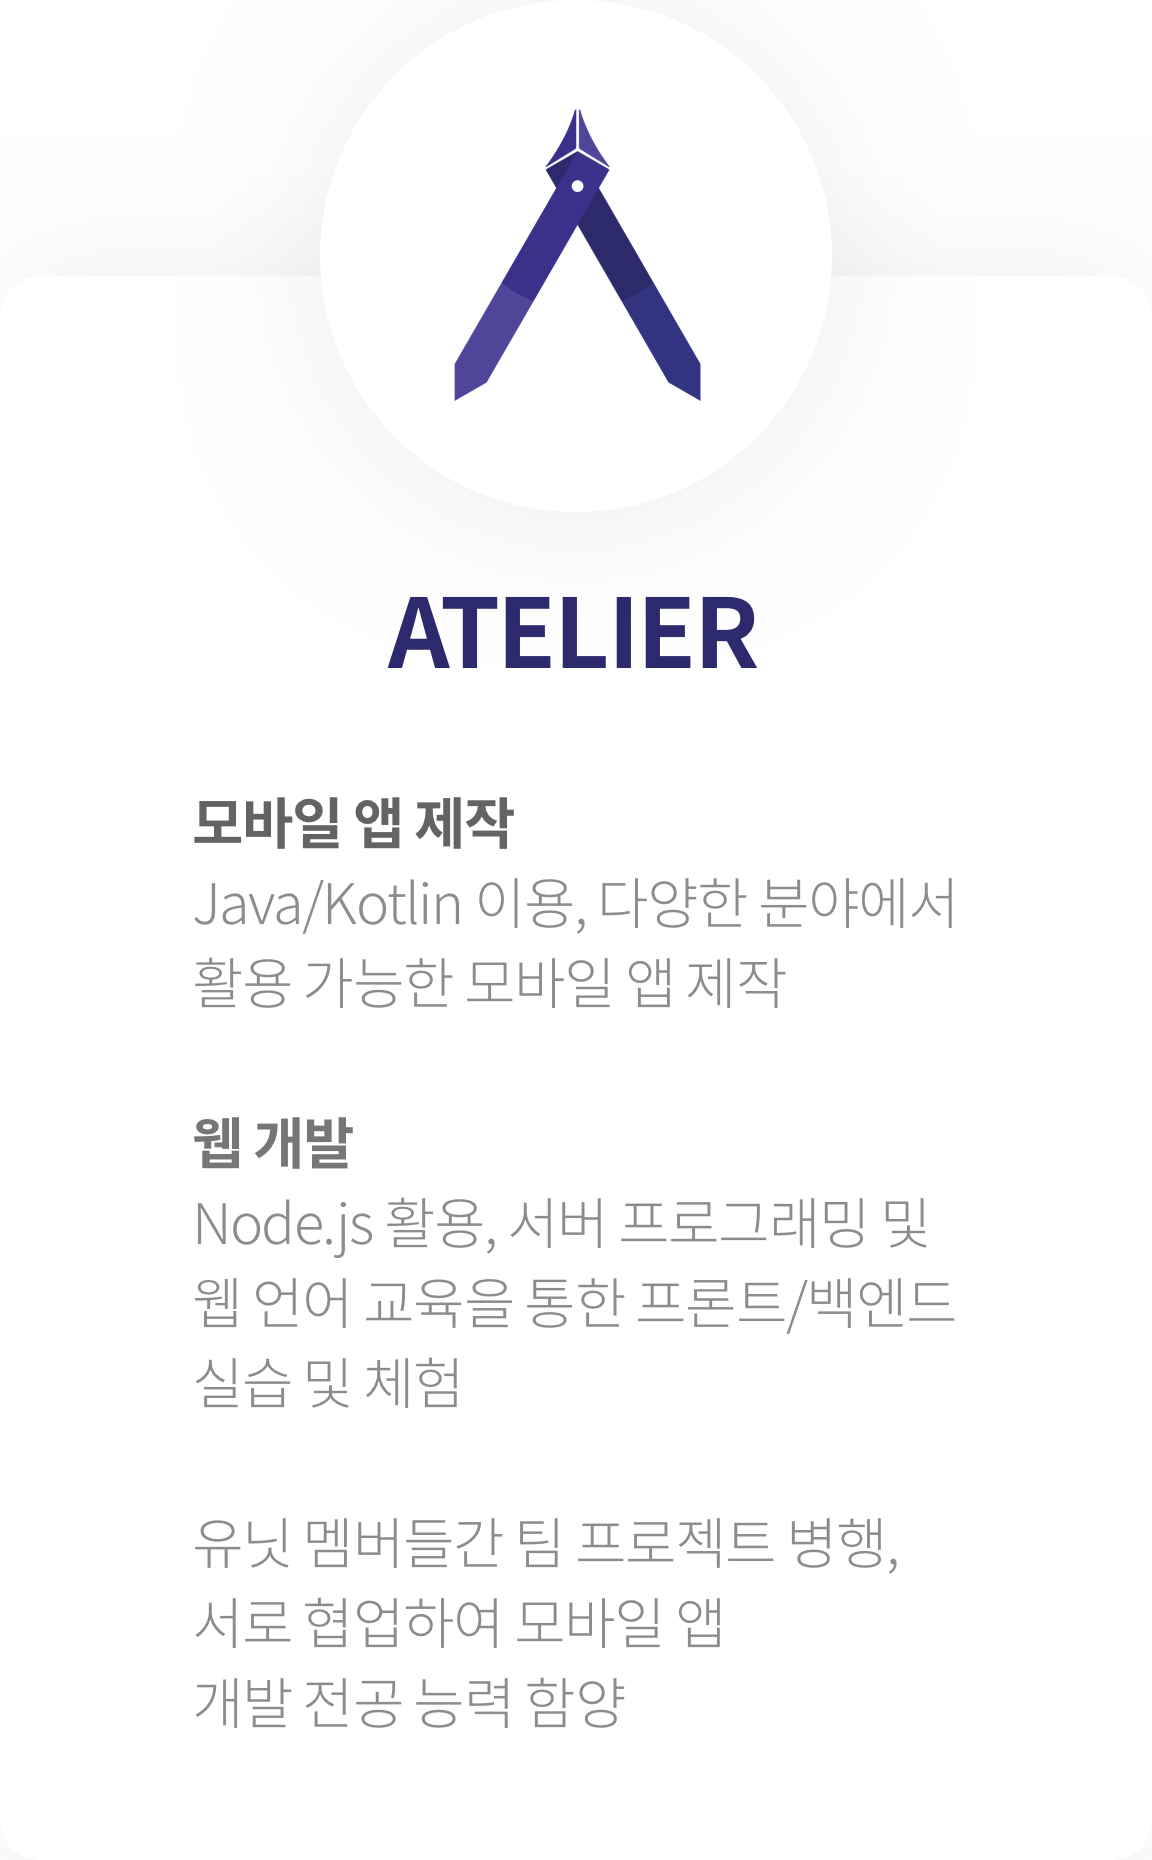 ATELIER
모바일 앱 제작
Java/Kotlin 이용, 다양한 분야에서
활용 가능한 모바일 앱 제작
웹 개발
Node.js 활용, 서버 프로그래밍 및
웹 언어 교육을 통한 프론트/백엔드
실습 및 체험
유닛 멤버들간 팀 프로젝트 병행,
서로 협업하여 모바일 앱
개발 전공 능력 함양